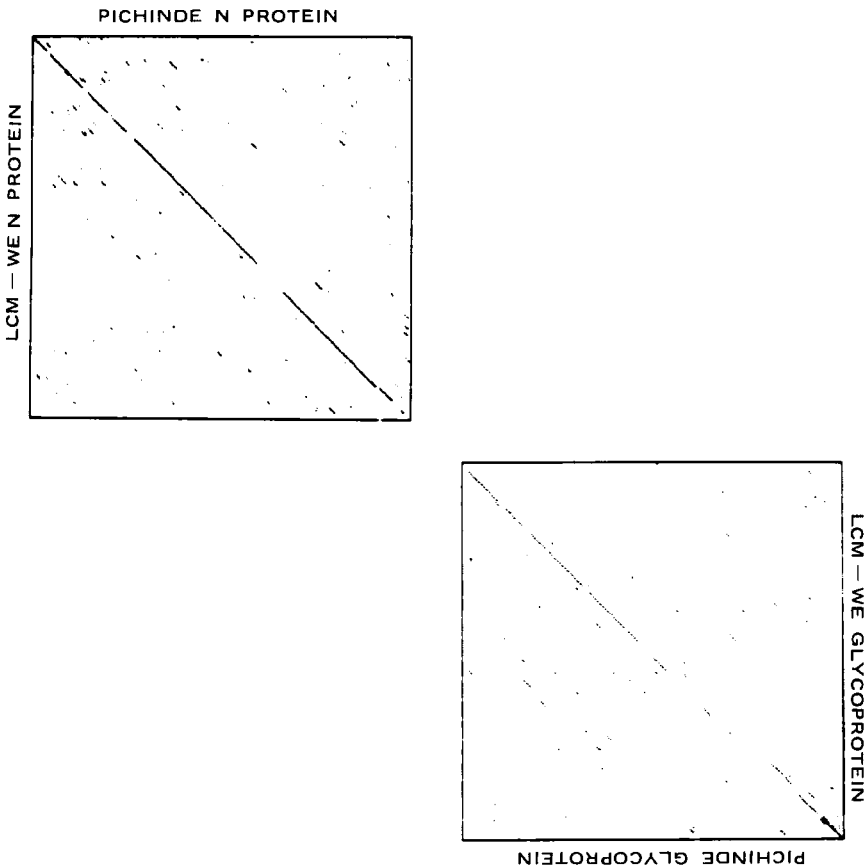 PICHINDE N PROTEIN
LCM – WE N PROTEIN
LCM – WE GLYCOPROTEIN
PICHINDE GLYCOPROTEIN